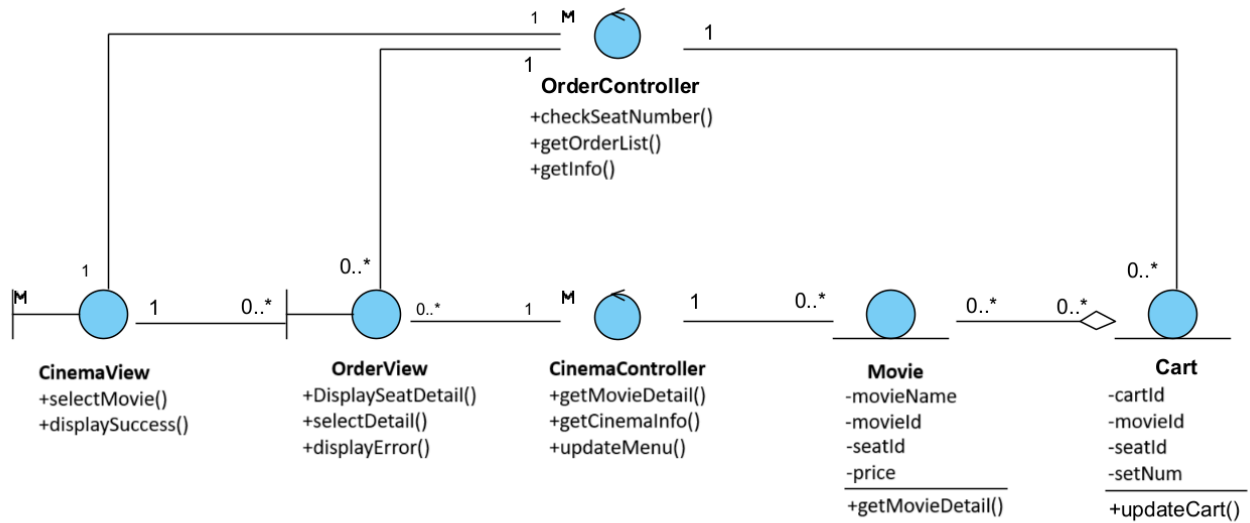 1
M
1
1
OrderController
+checkSeatNumber()
+getOrderList()
+getInfo()
1
0..*
0..*
M
1
0..*
0..*
1
M
1
0..*
0..*
0..*
CinemaView
+selectMovie()
+displaySuccess()
OrderView
+DisplaySeatDetail()
+selectDetail()
+displayError()
CinemaController
+getMovieDetail()
+getCinemaInfo()
+updateMenu()
Movie
-movieName
-movieId
-seatId
-price
+getMovieDetail()
Cart
-cartId
-movieId
-seatId
-setNum
+updateCart()